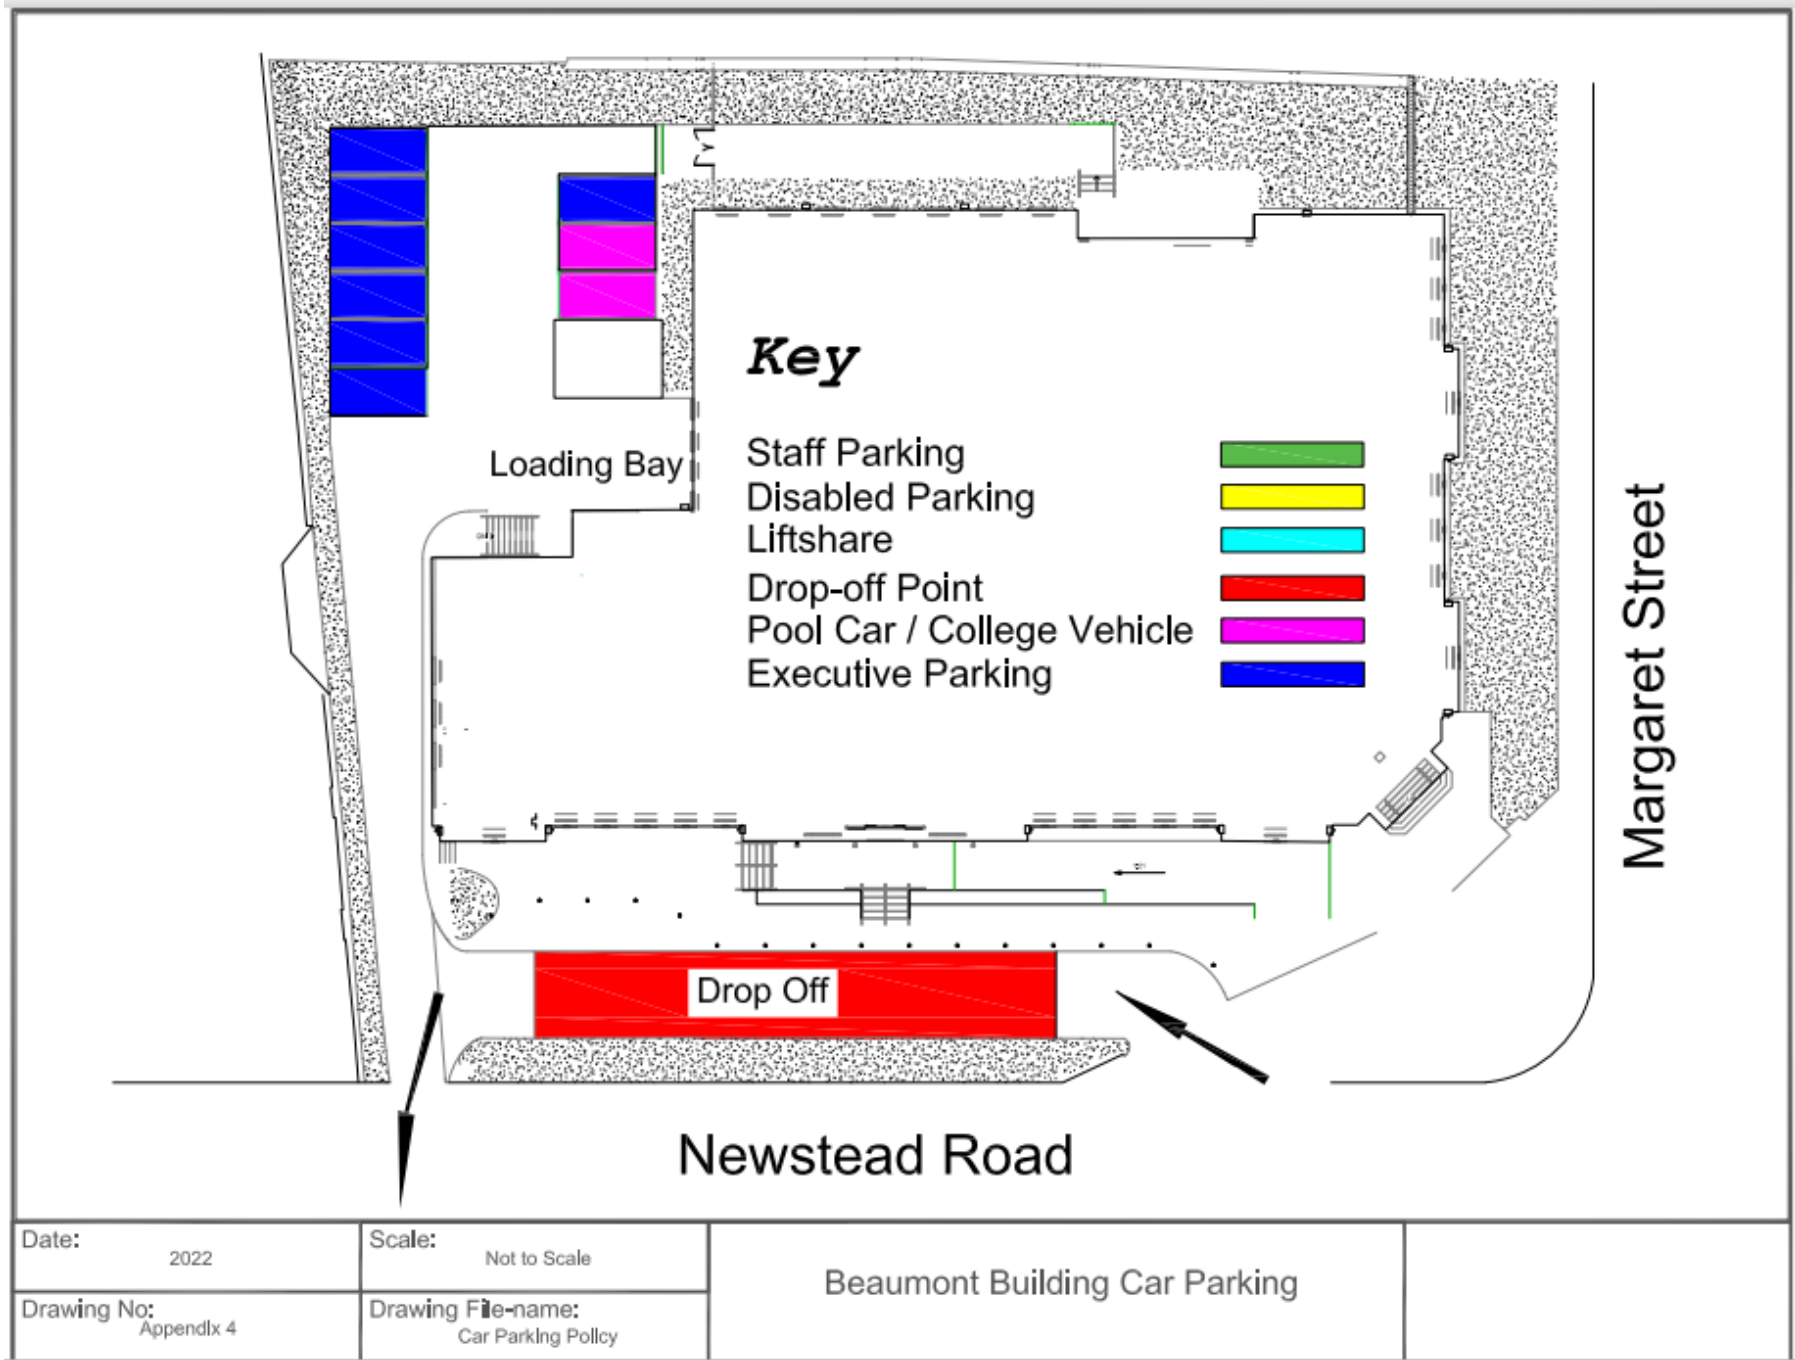 Key
Loading Bay
Staff Parking
Disabled Parking
Liftshare
Drop-off Point
Pool Car / College Vehicle
Executive Parking
Margaret Street
Drop Off
Newstead Road
Date:
2022
Scale:
Not to Scale
Beaumont Building Car Parking
Drawing No:
Appendix 4
Drawing File-name:
Car Parking Policy